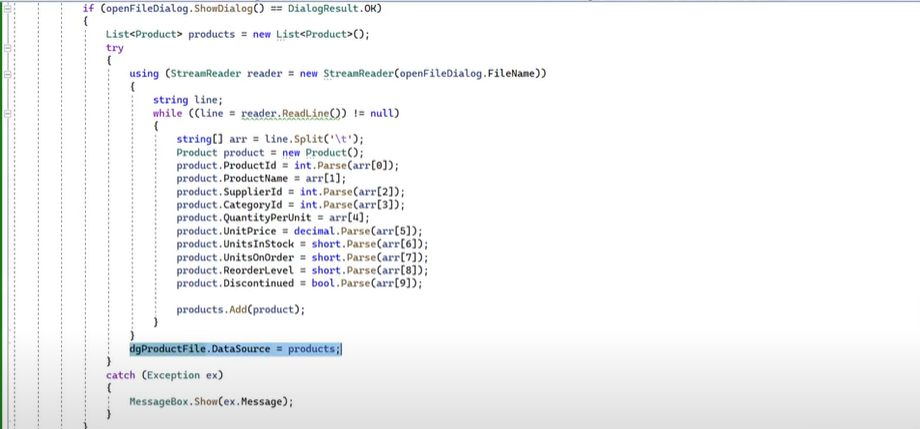 if (openFileDialog.ShowDialog() == DialogResult.OK)
{
List<Product> products = new List<Product>();
try
{
using (StreamReader reader = new StreamReader(openFileDialog.FileName))
{
string line;
while ((line = reader.ReadLine()) != null)
{
string[] arr = line.Split('\t');
Product product = new Product();
product.ProductId = int.Parse(arr[0]);
product.ProductName = arr[1];
product.SupplierId = int.Parse(arr[2]);
product.CategoryId = int.Parse(arr[3]);
product.QuantityPerUnit = arr[4];
product.UnitPrice = decimal.Parse(arr[5]);
product.UnitsInStock = short.Parse(arr[6]);
product.UnitsOnOrder = short.Parse(arr[7]);
product.ReorderLevel = short.Parse(arr[8]);
product.Discontinued = bool.Parse(arr[9]);
products.Add(product);
}
}
dgProductFile.DataSource = products;
}
catch (Exception ex)
{
MessageBox.Show(ex.Message);
}
}